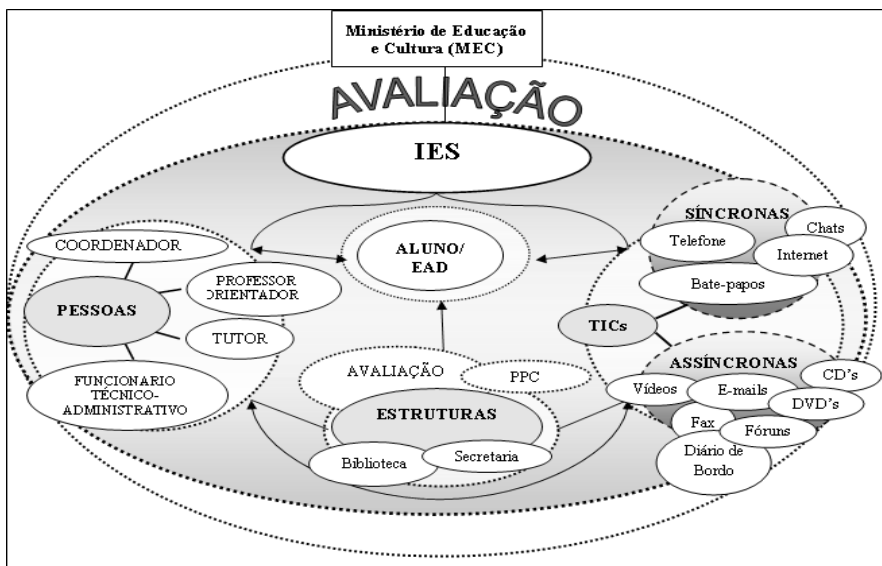 Ministério de Educação
e Cultura (MEC)
AVALIAÇÃO
IES
SÍNCRONAS
Chats
Telefone
Internet
Bate-papos
COORDENADOR
ALUNO/
EAD
PROFESSOR
ORIENTADOR
PESSOAS
TICs
TUTOR
AVALIAÇÃO
PPC
ASSÍNCRONAS
CD's
FUNCIONARIO
TÉCNICO-
ADMINISTRATIVO
Vídeos
E-mails
DVD's
ESTRUTURAS
Fax
Fóruns
Biblioteca
Secretaria
Diário de
Bordo